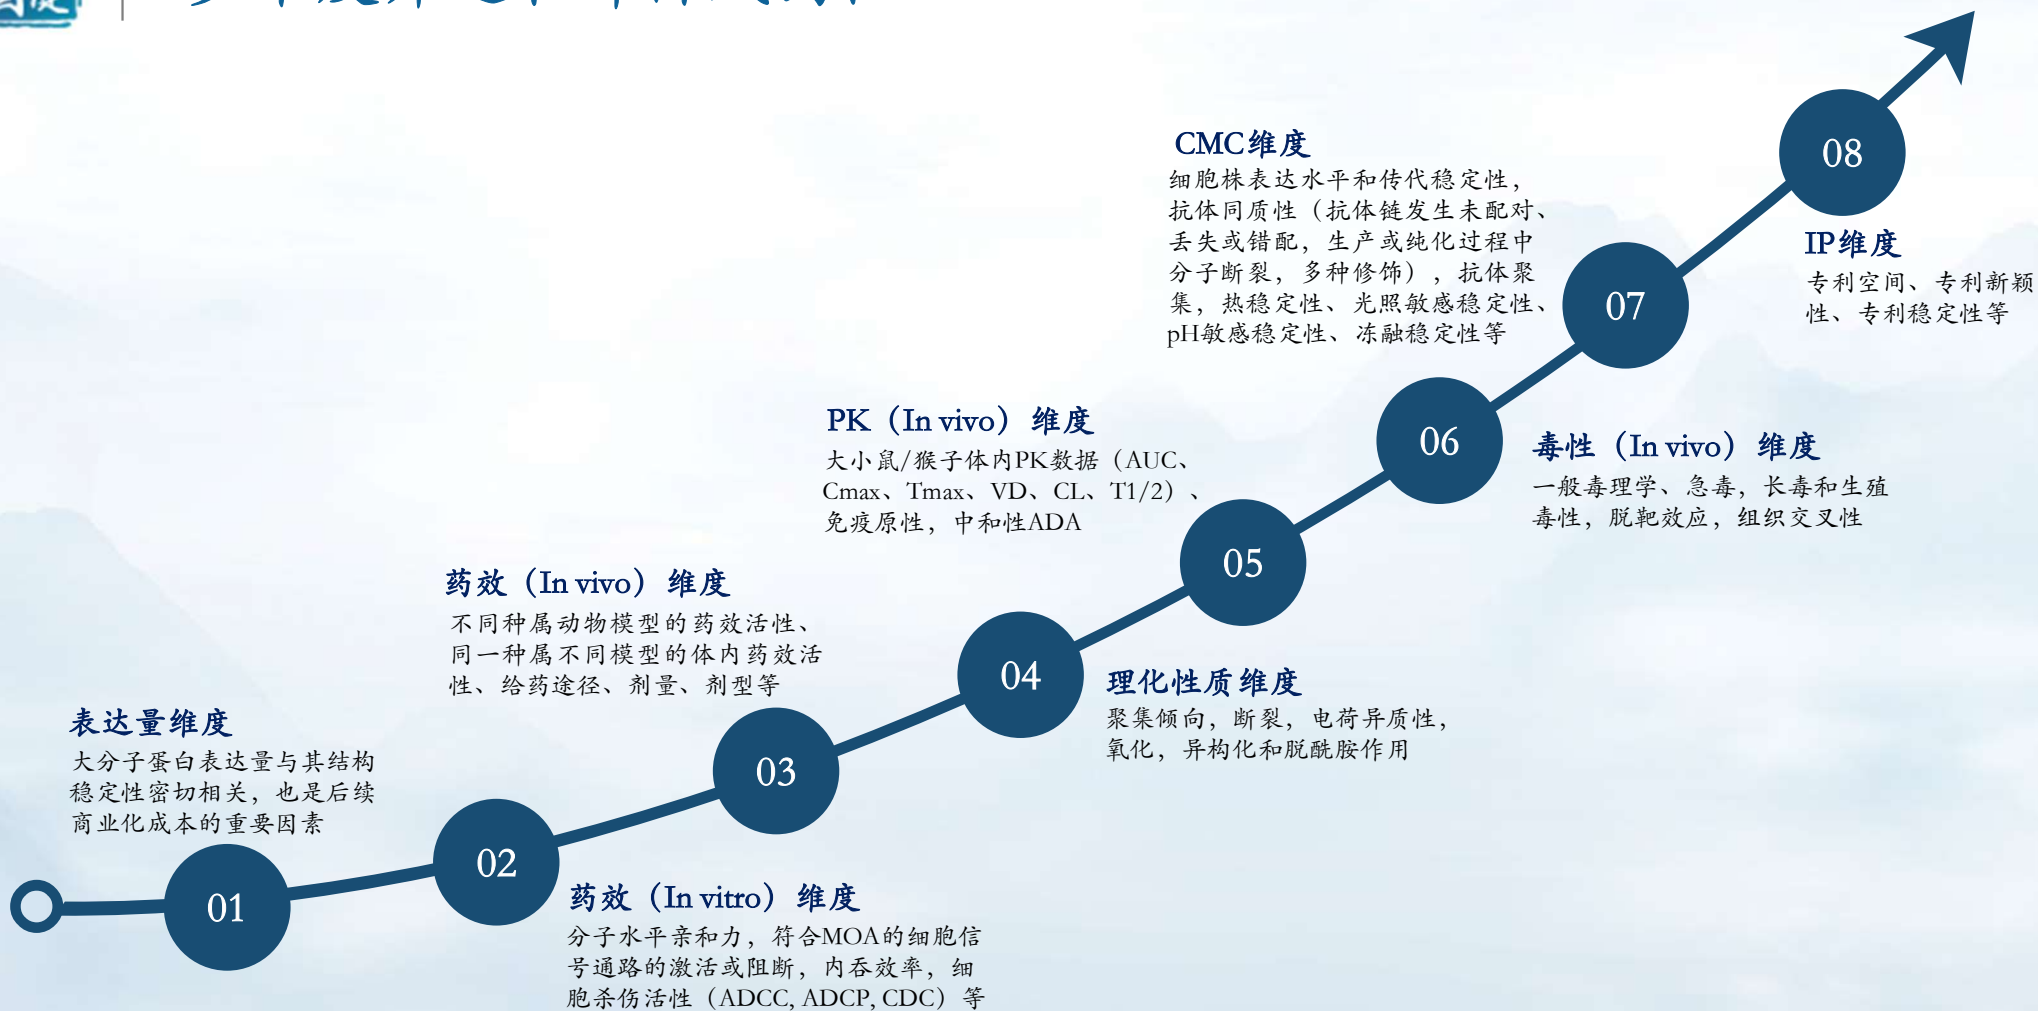 表达量维度
大分子蛋白表达量与其结构
稳定性密切相关，也是后续
商业化成本的重要因素
01
02
药效（In vitro）维度
分子水平亲和力，符合MOA的细胞信
号通路的激活或阻断，内吞效率，细
胞杀伤活性（ADCC, ADCP, CDC）等
药效（In vivo）维度
不同种属动物模型的药效活性、
同一种属不同模型的体内药效活
性、给药途径、剂量、剂型等
03
04
理化性质维度
聚集倾向，断裂，电荷异质性，
氧化，异构化和脱酰胺作用
PK（In vivo）维度
大小鼠/猴子体内PK数据（AUC、
Cmax、Tmax、VD、CL、T1/2）、
免疫原性，中和性ADA
05
06
毒性（In vivo）维度
一般毒理学、急毒，长毒和生殖
毒性，脱靶效应，组织交叉性
CMC维度
细胞株表达水平和传代稳定性，
抗体同质性（抗体链发生未配对、
丢失或错配，生产或纯化过程中
分子断裂，多种修饰），抗体聚
集，热稳定性、光照敏感稳定性、
pH敏感稳定性、冻融稳定性等
07
08
IP维度
专利空间、专利新颖
性、专利稳定性等